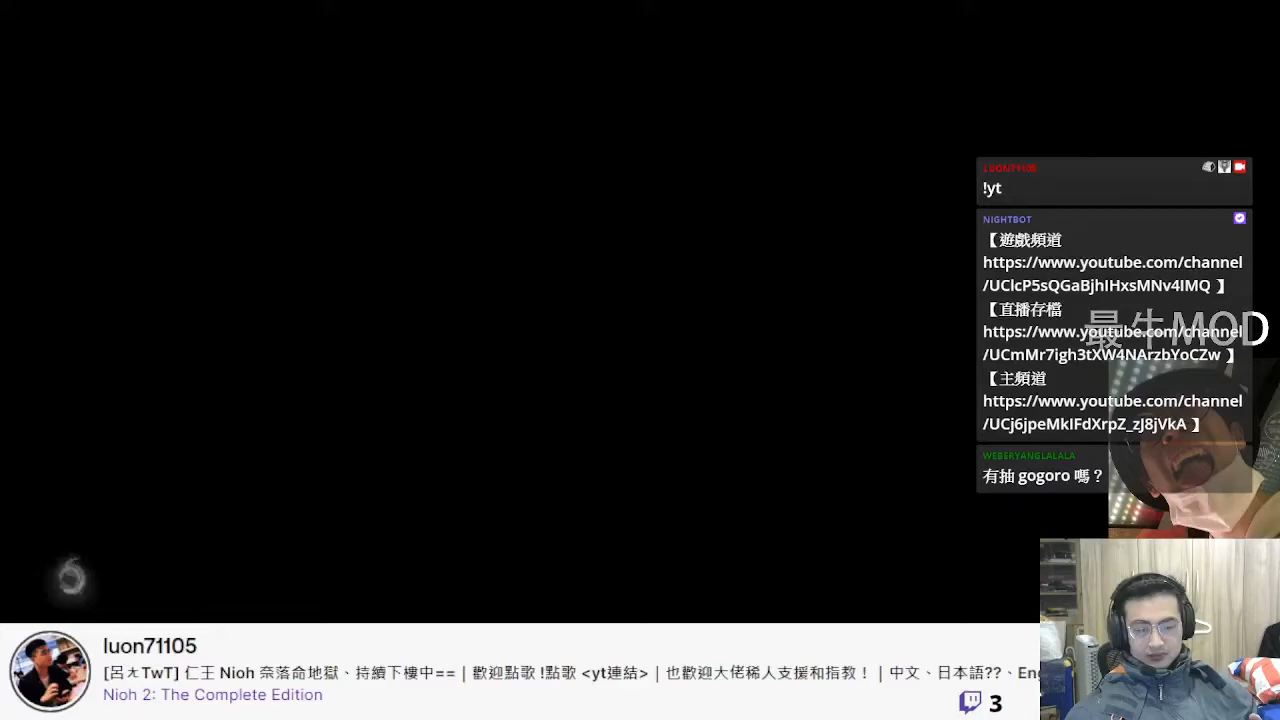 LUON71105
!yt
NIGHTBOT
【遊戲頻道
https://www.youtube.com/channel
/UClcP5sQGaBjhIHxsMNv4IMQ 】
【直播存檔
https://www.youtube.com/channel
/UCmMr7igh3tXW4NArzbYoCZw 】
【主頻道
https://www.youtube.com/channel
/UCj6jpeMkIFdXrpZ_zJ8jVkA 】
最牛MOD
WEBERYANGLALALA
有抽 gogoro 嗎？
luon71105
[呂ㄤTwT] 仁王 Nioh 奈落命地獄、持續下樓中==｜歡迎點歌 !點歌 <yt連結>｜也歡迎大佬稀人支援和指教！｜中文、日本語??、Eng
Nioh 2: The Complete Edition
3